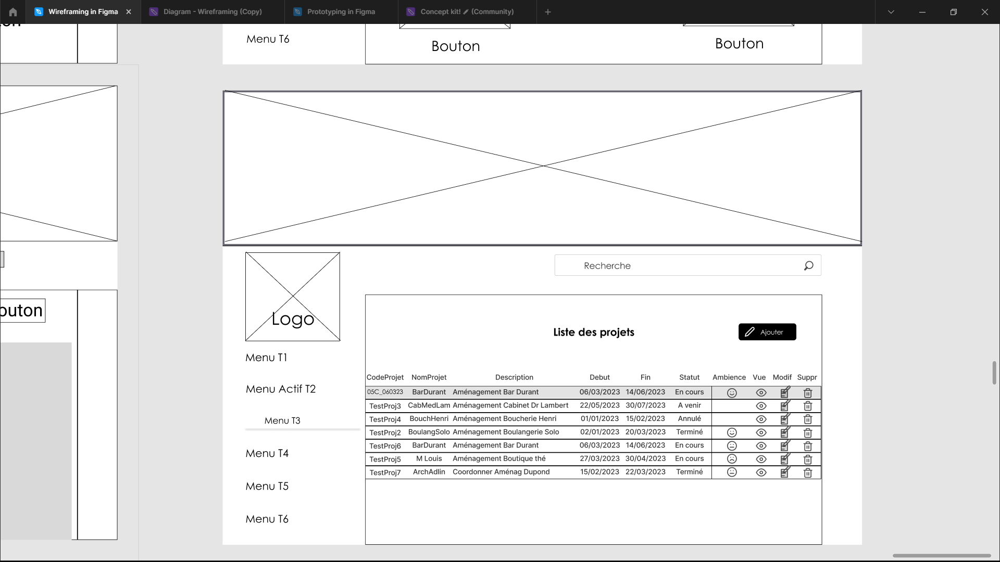 Wireframing in Figma
Diagram - Wireframing (Copy)
Prototyping in Figma
Concept kit! (Community)
Menu T6
Bouton
Bouton
Recherche
Logo
outon
Liste des projets
Ajouter
Menu T1
Menu Actif T2
Menu T3
Menu T4
Menu T5
Menu T6
CodeProjet NomProjet Description Debut Fin Statut Ambience Vue Modif Suppr
05C_060323 BarDurant Aménagement Bar Durant 06/03/2023 14/06/2023 En cours
TestProj3 CabMedLam Aménagement Cabinet Dr Lambert 22/05/2023 30/07/2023 A venir
TestProj4 BouchHenri Aménagement Boucherie Henri 01/01/2023 15/02/2023 Annulé
TestProj2 BoulangSolo Aménagement Boulangerie Solo 02/01/2023 20/03/2023 Terminé
TestProj6 BarDurant Aménagement Bar Durant 06/03/2023 14/06/2023 En cours
TestProj5 M Louis Aménagement Boutique thé 27/03/2023 30/04/2023 En cours
TestProj7 ArchAdlin Coordonner Aménag Dupond 15/02/2023 22/03/2023 Terminé